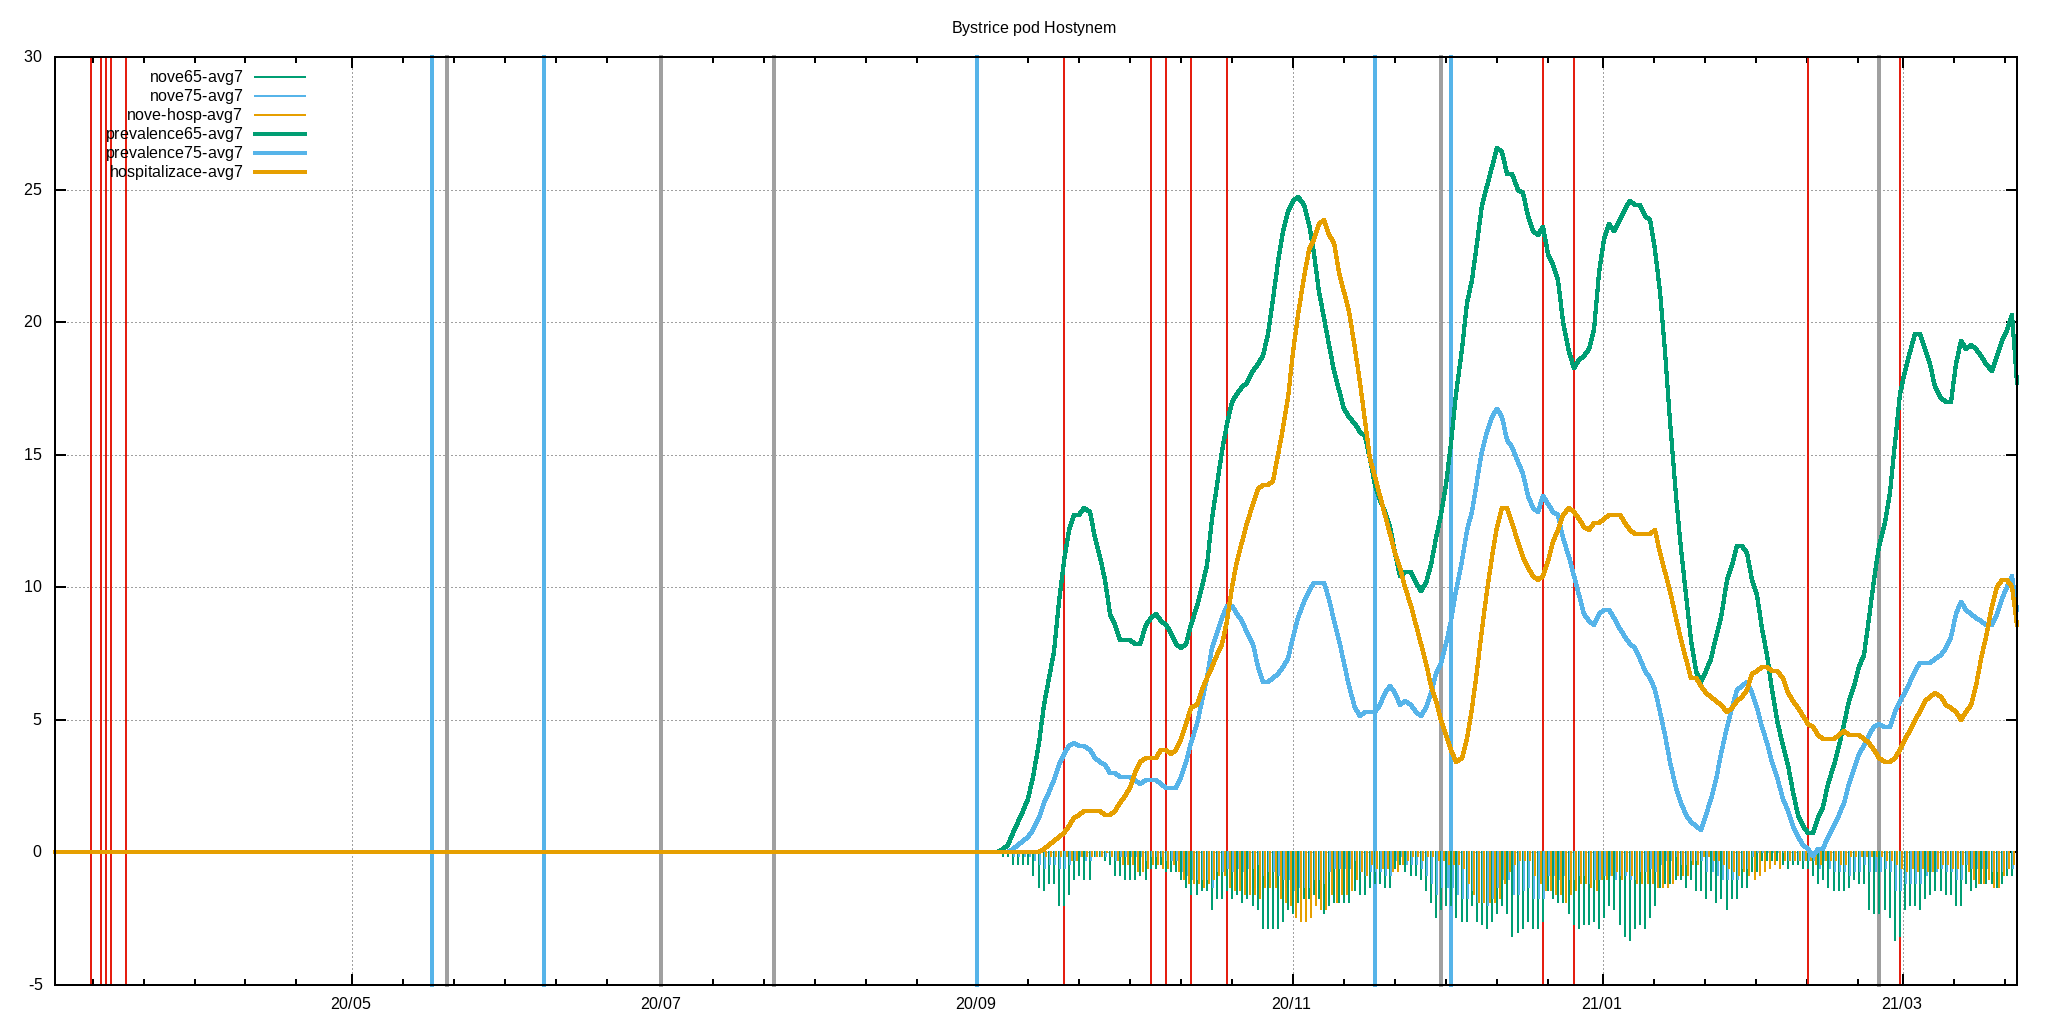 Bystrice pod Hostynem
30
25
20
15
10
5
0
-5
nove65-avg7
nove75-avg7
nove-hosp-avg7
prevalence65-avg7
prevalence75-avg7
hospitalizace-avg7
20/05 20/07 20/09 20/11 21/01 21/03